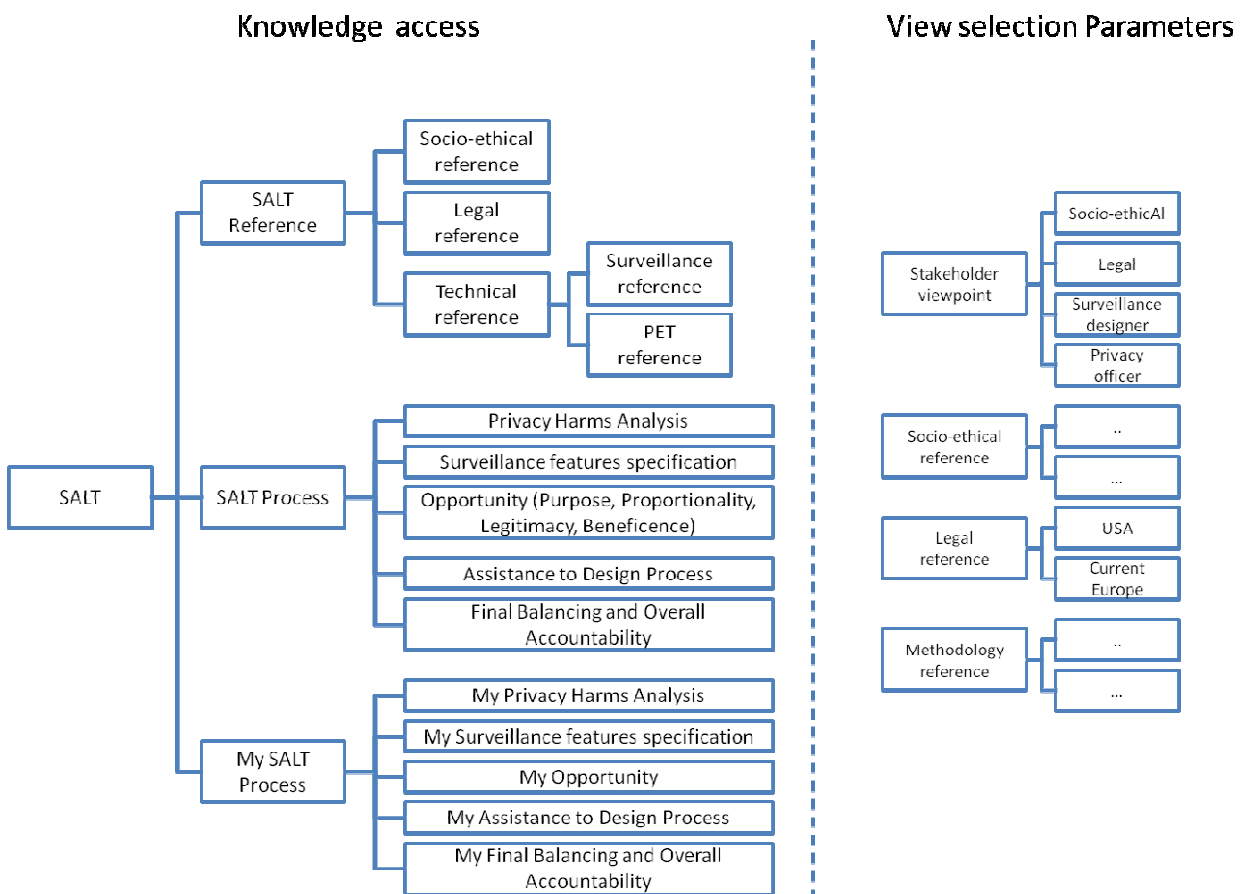 Knowledge access
View selection Parameters
Socio-ethical
reference
SALT
Reference
Legal
reference
Technical
reference
Surveillance
reference
PET
reference
SALT
SALT Process
Privacy Harms Analysis
Surveillance features specification
Opportunity (Purpose, Proportionality,
Legitimacy, Beneficence)
Assistance to Design Process
Final Balancing and Overall
Accountability
My SALT
Process
My Privacy Harms Analysis
My Surveillance features specification
My Opportunity
My Assistance to Design Process
My Final Balancing and Overall
Accountability
Stakeholder
viewpoint
Socio-ethicAl
Legal
Surveillance
designer
Privacy
officer
Socio-ethical
reference
..
...
Legal
reference
USA
Current
Europe
Methodology
reference
..
...